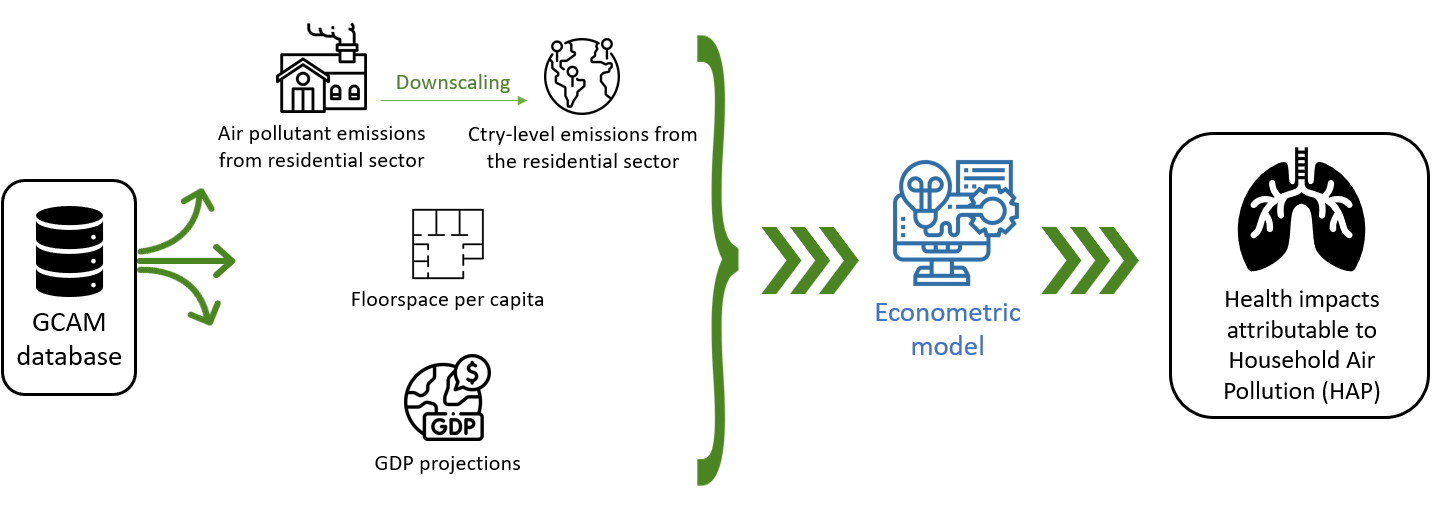 GCAM
database
Air pollutant emissions
from residential sector
Downscaling
Ctry-level emissions from
the residential sector
Floorspace per capita
$
GDP
GDP projections
Econometric
model
Health impacts
attributable to
Household Air
Pollution (HAP)